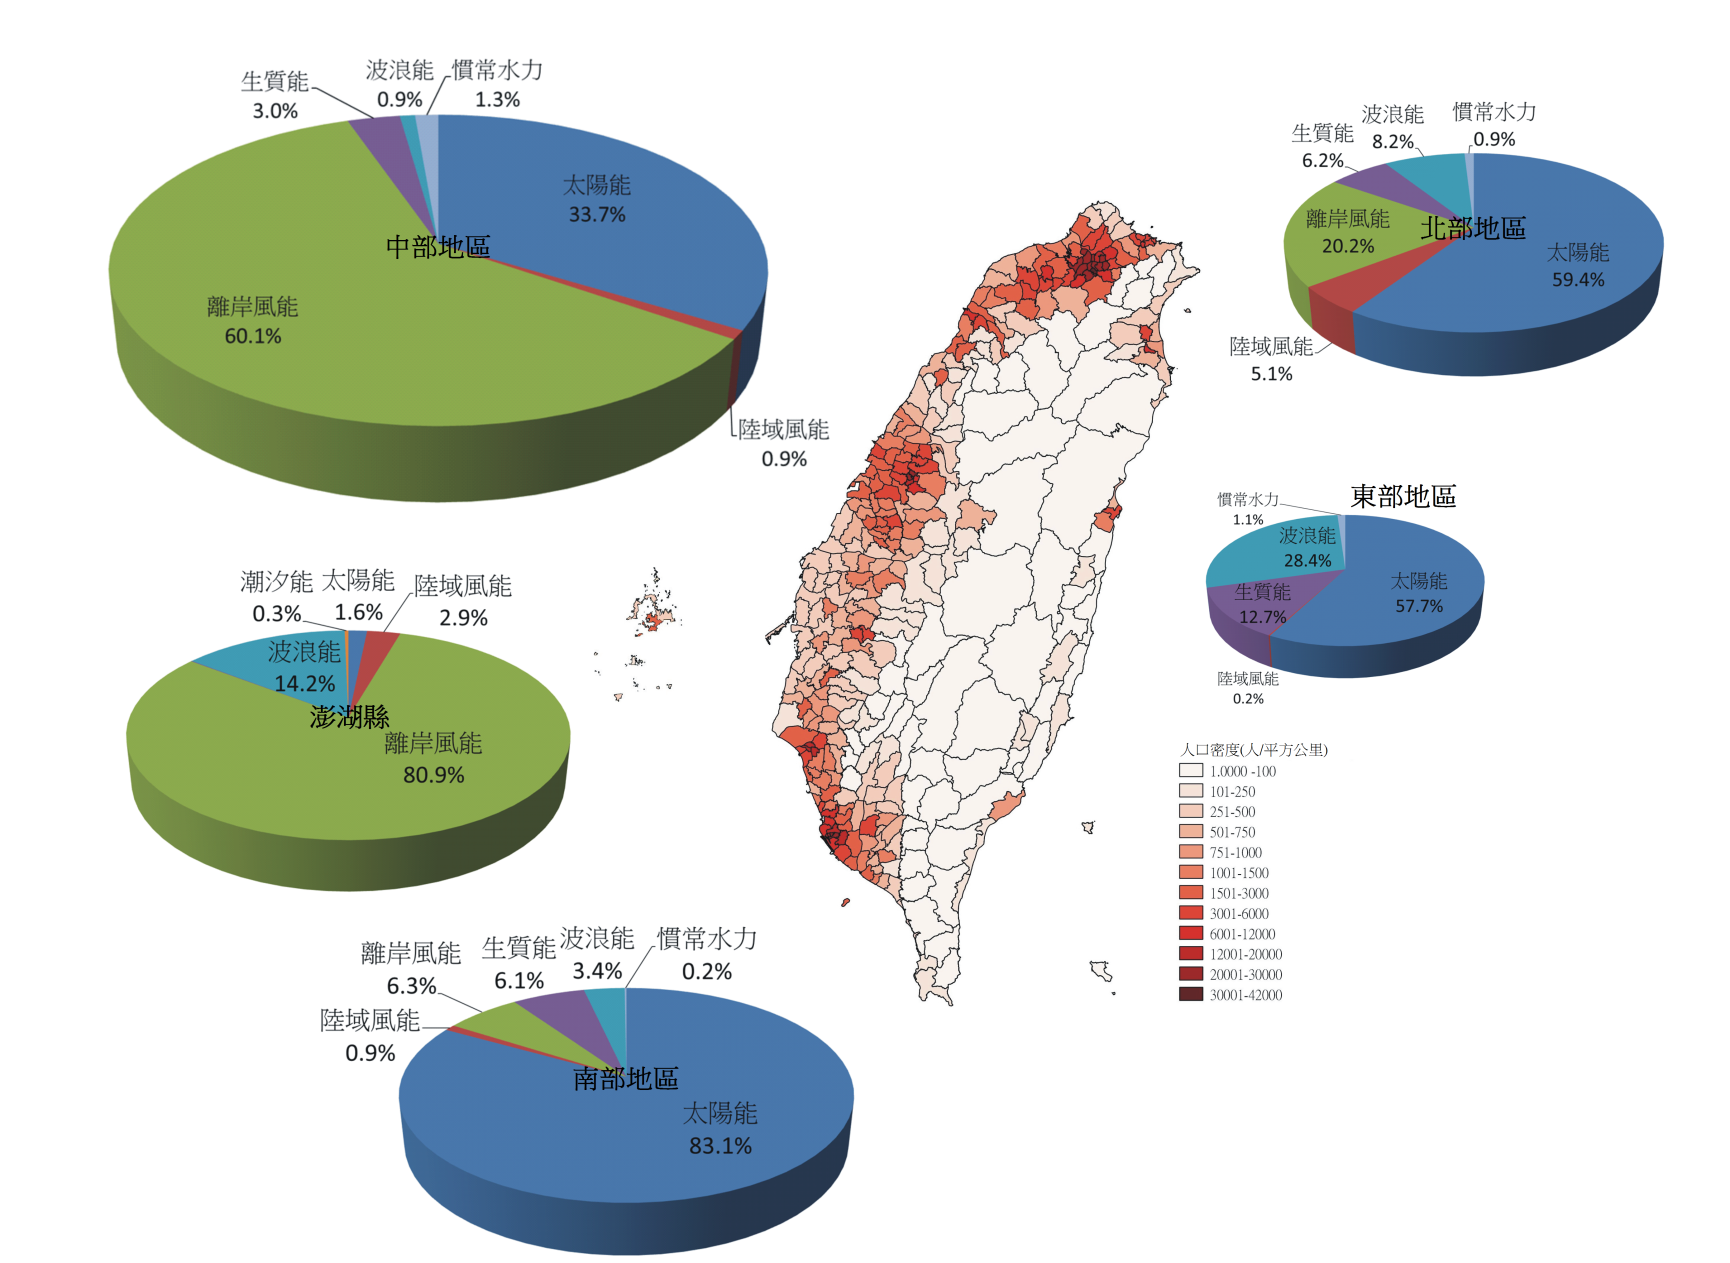 生質能
3.0%
波浪能
0.9%
慣常水力
1.3%
太陽能
33.7%
中部地區
離岸風能
60.1%
陸域風能
0.9%
波浪能
8.2%
慣常水力
0.9%
生質能
6.2%
離岸風能
20.2%
北部地區
太陽能
59.4%
陸域風能
5.1%
東部地區
慣常水力
1.1%
波浪能
28.4%
太陽能
57.7%
生質能
12.7%
陸域風能
0.2%
潮汐能
0.3%
太陽能
1.6%
陸域風能
2.9%
波浪能
14.2%
澎湖縣
離岸風能
80.9%
人口密度(人/平方公里)
1.0000 -100
101-250
251-500
501-750
751-1000
1001-1500
1501-3000
3001-6000
6001-12000
12001-20000
20001-30000
30001-42000
離岸風能
6.3%
生質能
6.1%
波浪能
3.4%
慣常水力
0.2%
陸域風能
0.9%
南部地區
太陽能
83.1%